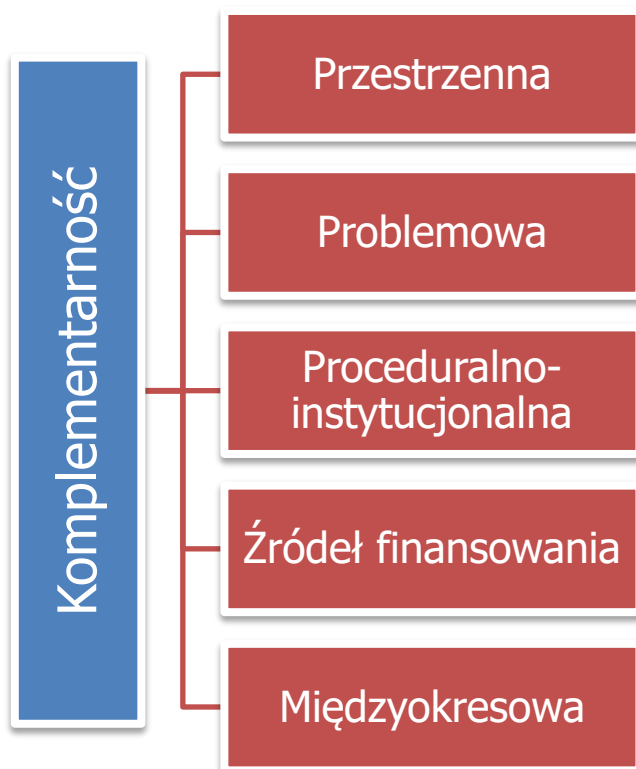 Komplementarność
Przestrzenna
Problemowa
Proceduralno-
instytucjonalna
Źródeł finansowania
Międzyokresowa